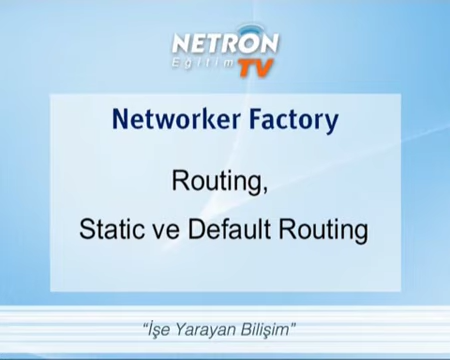 NETRON
Eğitim TV
Networker Factory
Routing,
Static ve Default Routing
"İşe Yarayan Bilişim"